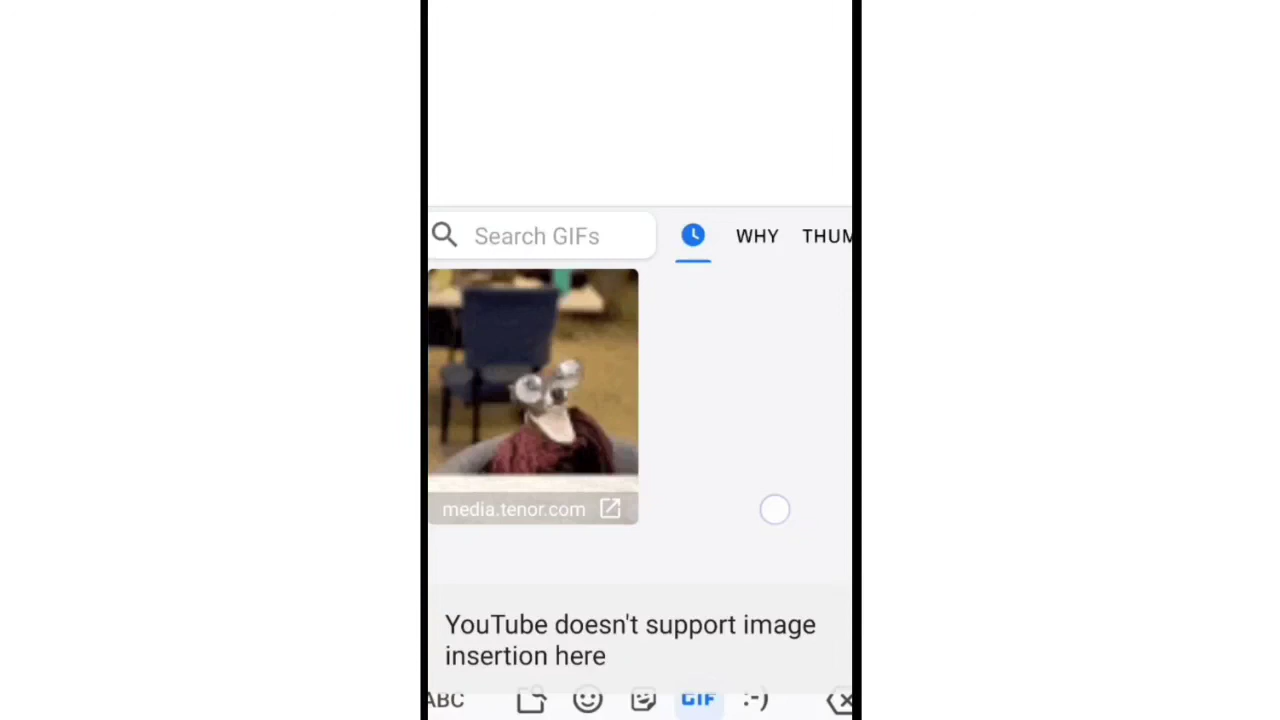 Search GIFs
WHY
THUM
media.tenor.com
YouTube doesn't support image
insertion here
ABC
GIF
:-)